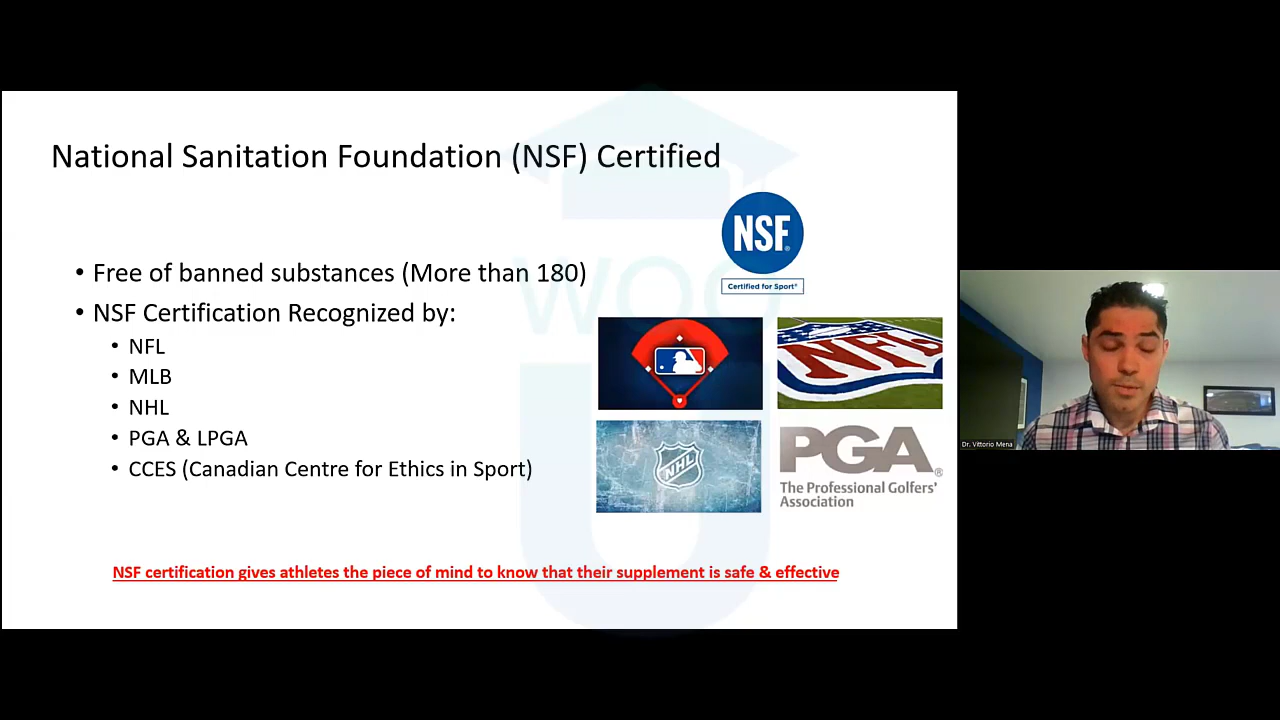 National Sanitation Foundation (NSF) Certified
NSF®
Certified for Sport®
• Free of banned substances (More than 180)
• NSF Certification Recognized by:
• NFL
• MLB
• NHL
• PGA & LPGA
• CCES (Canadian Centre for Ethics in Sport)
NFL
NHL
PGA®
The Professional Golfers'
Association
NSF certification gives athletes the piece of mind to know that their supplement is safe & effective
WOO
U
Dr. Vittorio Mena